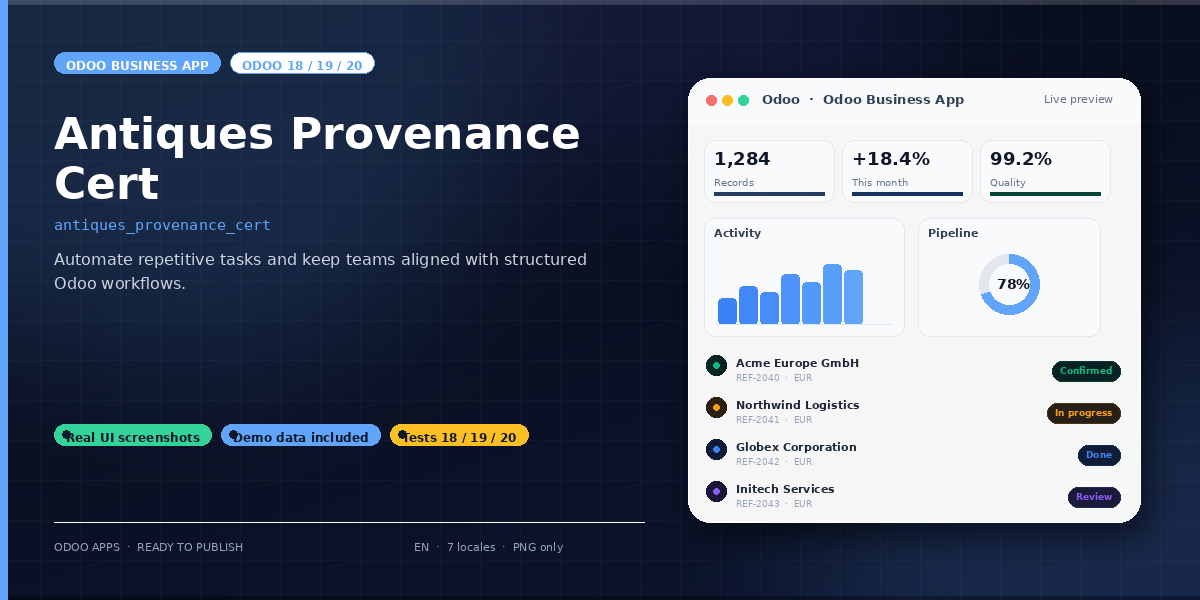 ODOO BUSINESS APP
ODOO 18 / 19 / 20
Antiques Provenance
Cert
antiques_provenance_cert
Automate repetitive tasks and keep teams aligned with structured
Odoo workflows.
Real UI screenshots
Demo data included
Tests 18 / 19 / 20
ODOO APPS · READY TO PUBLISH
EN · 7 locales · PNG only
Odoo · Odoo Business App
Live preview
1,284
Records
+18.4%
This month
99.2%
Quality
Activity
Pipeline
78%
Acme Europe GmbH
REF-2040 · EUR
Confirmed
Northwind Logistics
REF-2041 · EUR
In progress
Globex Corporation
REF-2042 · EUR
Done
Initech Services
REF-2043 · EUR
Review